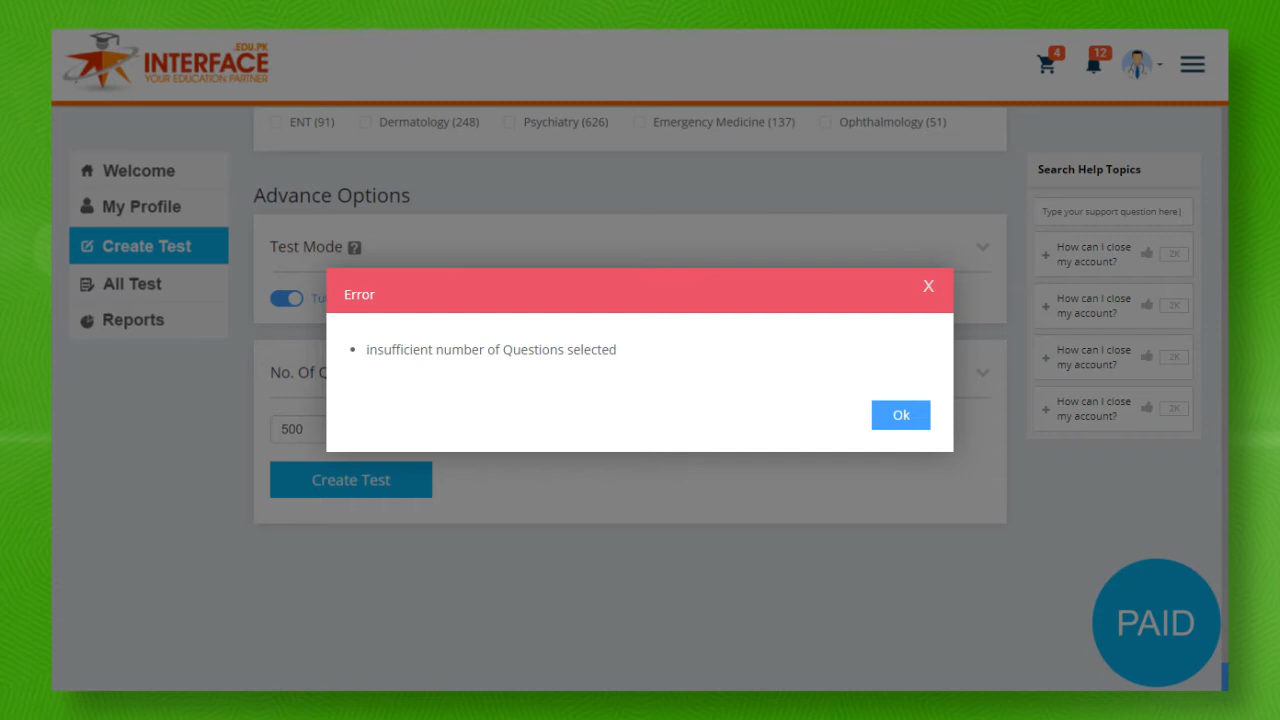 .EDU.PK
INTERFACE
YOUR EDUCATION PARTNER
4
12
ENT (91) Dermatology (248) Psychiatry (626) Emergency Medicine (137) Ophthalmology (51)
Welcome
My Profile
Create Test
All Test
Reports
Advance Options
Test Mode ?
Tu
No. Of Q
500
Create Test
Error
X
insufficient number of Questions selected
Ok
Search Help Topics
Type your support question here|
How can I close
my account?
2K
How can I close
my account?
2K
How can I close
my account?
2K
How can I close
my account?
2K
PAID